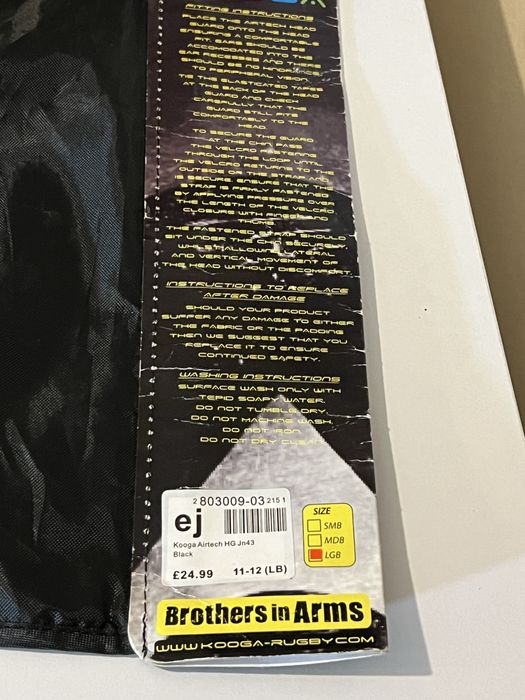 FITTING INSTRUCTIONS
PLACE THE AIRTECH HEAD
GUARD ONTO THE HEAD
ENSURING A COMFORTABLE
FIT. EARS SHOULD BE
ACCOMODATED INTO THE
EAR RECESSES AND THERE
SHOULD BE NO HINDRANCE
TO PERIPHERAL VISION.
TIE THE ELASTICATED TAPES
AT THE BACK OF THE HEAD
GUARD AND CHECK
CAREFULLY THAT THE
GUARD STILL FITS
COMFORTABLY TO THE
HEAD.
TO SECURE THE GUARD
AT THE CHIN PASS
THE VELCRO FASTENING
THROUGH THE LOOP UNTIL
THE VELCRO RETURNS TO THE
OUTSIDE OR THE STRAP AND
IS SECURE. ENSURE THAT THE
STRAP IS FIRMLY FASTENED
BY APPLYING PRESSURE OVER
THE LENGTH OF THE VELCRO
CLOSURE WITH FINGER AND
THUMB.
THE FASTENED STRAP SHOULD
SIT UNDER THE CHIN SECURELY
WHILE ALLOWING LATERAL
AND VERTICAL MOVEMENT OF
THE HEAD WITHOUT DISCOMFORT.
INSTRUCTIONS TO REPLACE
AFTER DAMAGE
SHOULD YOUR PRODUCT
SUFFER ANY DAMAGE TO EITHER
THE FABRIC OR THE PADDING
THEN WE SUGGEST THAT YOU
REPLACE IT TO ENSURE
CONTINUED SAFETY.
WASHING INSTRUCTIONS
SURFACE WASH ONLY WITH
TEPID SOAPY WATER.
DO NOT TUMBLE DRY.
DO NOT MACHINE WASH.
DO NOT IRON.
DO NOT DRY CLEAN.
2 803009-03 215 1
ej
Kooga Airtech HG Jn43
Black
£24.99 11-12 (LB)
SIZE
SMB
MDB
LGB
Brothers in Arms
WWW.KOOGA-RUGBY.COM